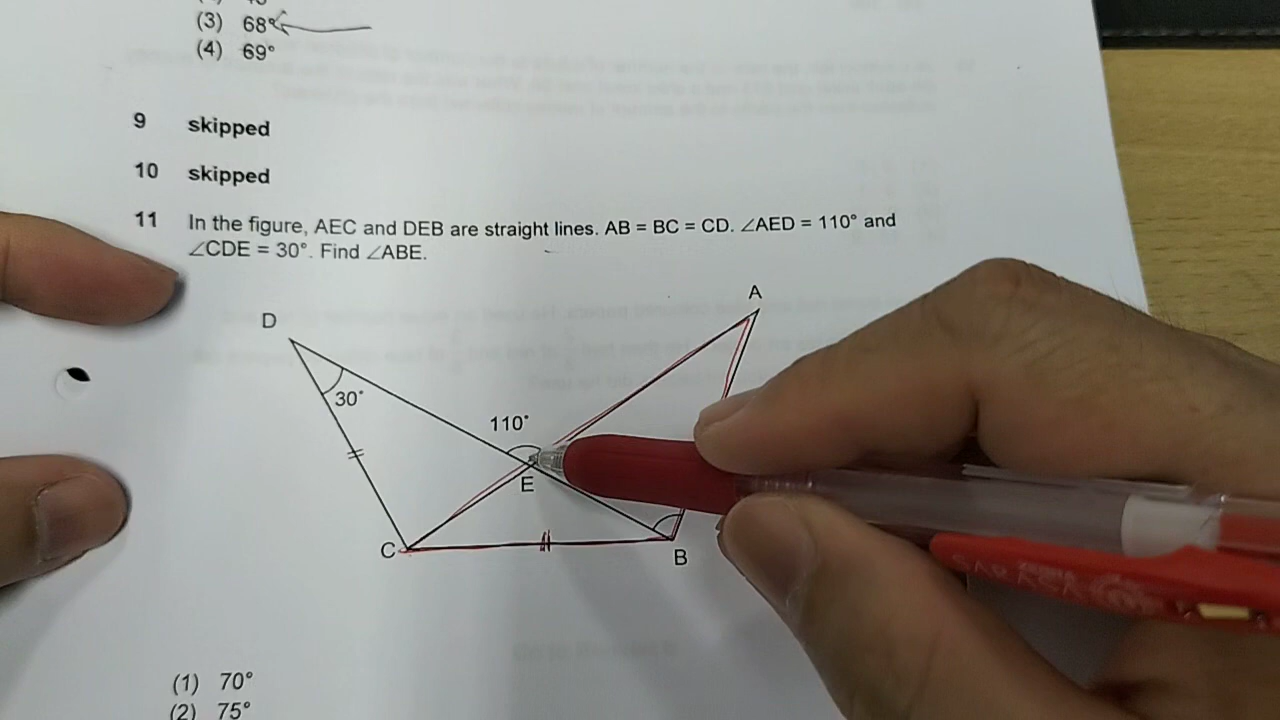 (3) 68°
(4) 69°
9 skipped
10 skipped
11 In the figure, AEC and DEB are straight lines. AB = BC = CD. ∠AED = 110° and
∠CDE = 30°. Find ∠ABE.
A
D
30°
110°
E
C
B
(1) 70°
(2) 75°